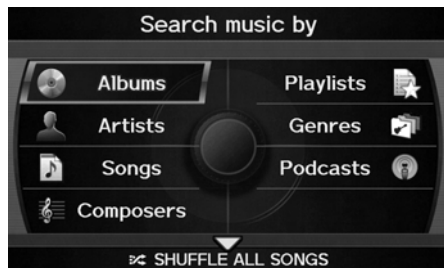 Search music by
Albums
Artists
Songs
Composers
Playlists
Genres
Podcasts
SHUFFLE ALL SONGS